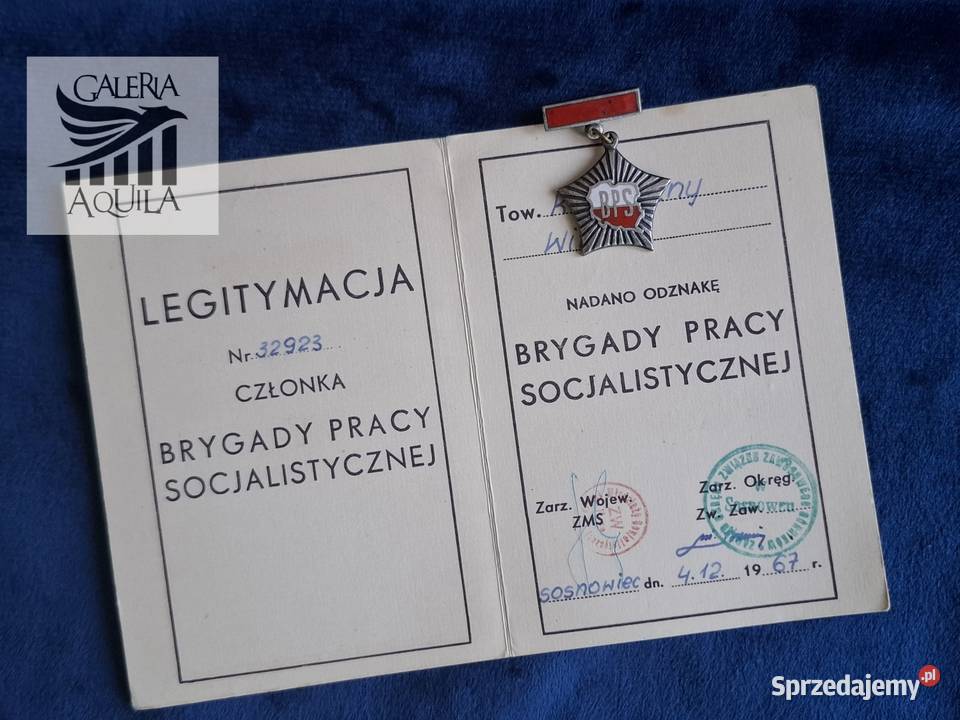 GALERIA
AQUILA
LEGITYMACJA
Nr. 32923
CZŁONKA
BRYGADY PRACY
SOCJALISTYCZNEJ
Tow.
BPS
NADANO ODZNAKĘ
BRYGADY PRACY
SOCJALISTYCZNEJ
Zarz. Wojew.
ZMS
Zarz. Okręg.
Zw. Zaw.
Sosnowiec dn. 4.12. 1967 r.
Sprzedajemy.pl